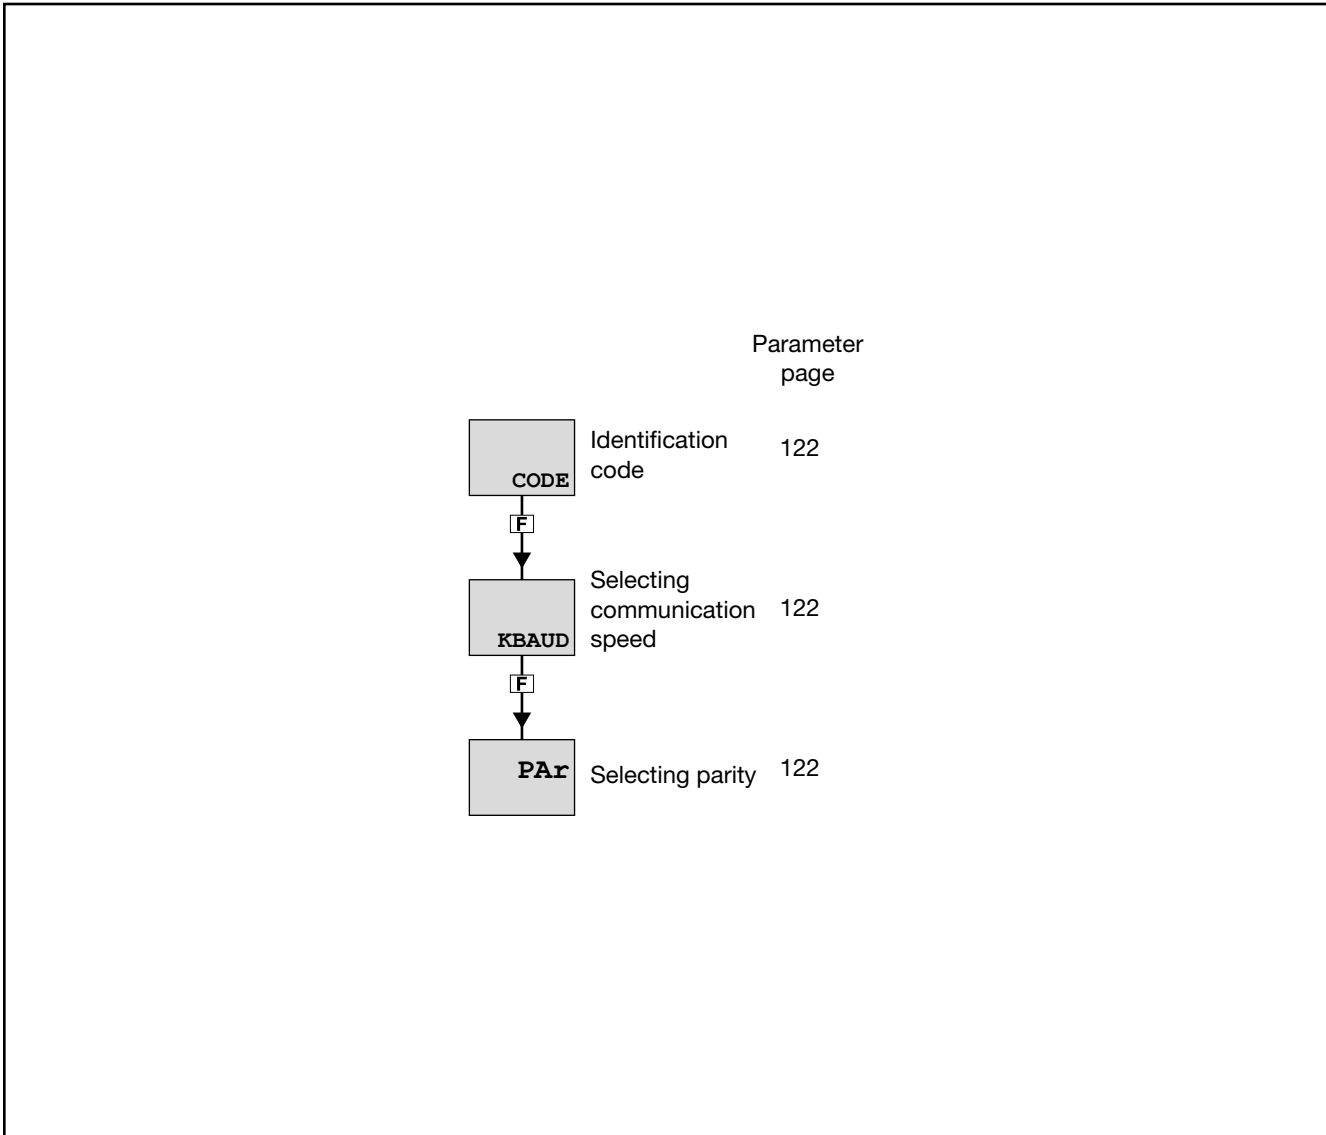 Parameter
page
CODE
Identification
code
122
F
KBAUD
Selecting
communication
speed
122
F
PAr
Selecting parity
122